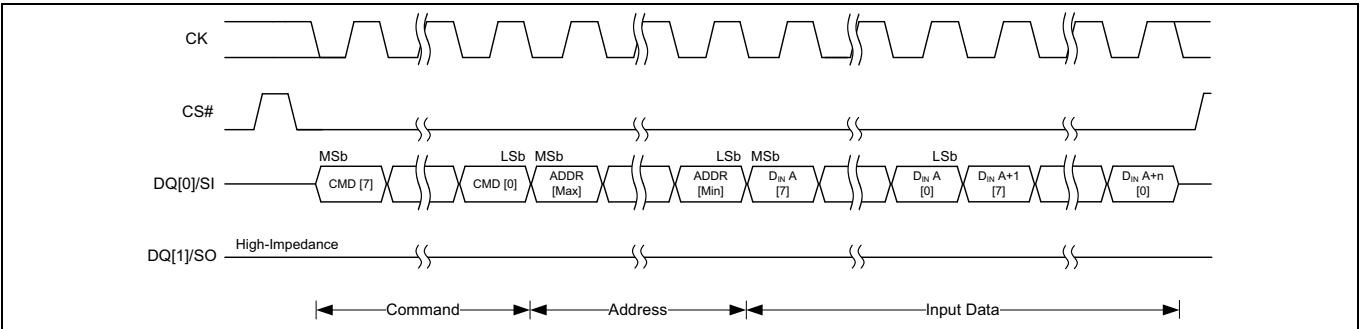 CK
CS#
MSb LSb MSb LSb MSb LSb
DQ[0]/SI CMD [7] CMD [0] ADDR [Max] ADDR [Min] DIN A [7] DIN A [0] DIN A+1 [7] DIN A+n [0]
DQ[1]/SO High-Impedance
Command Address Input Data